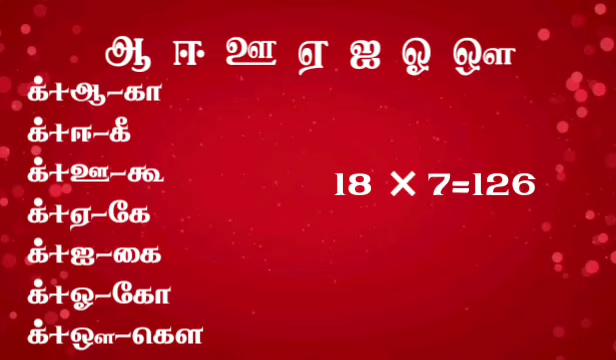 ஆ ஈ ஊ ஏ ஐ ஓ ஔ
க்+ஆ-கா
க்+ஈ-கீ
க்+ஊ-கூ
க்+ஏ-கே
க்+ஐ-கை
க்+ஓ-கோ
க்+ஔ-கௌ
18 × 7=126